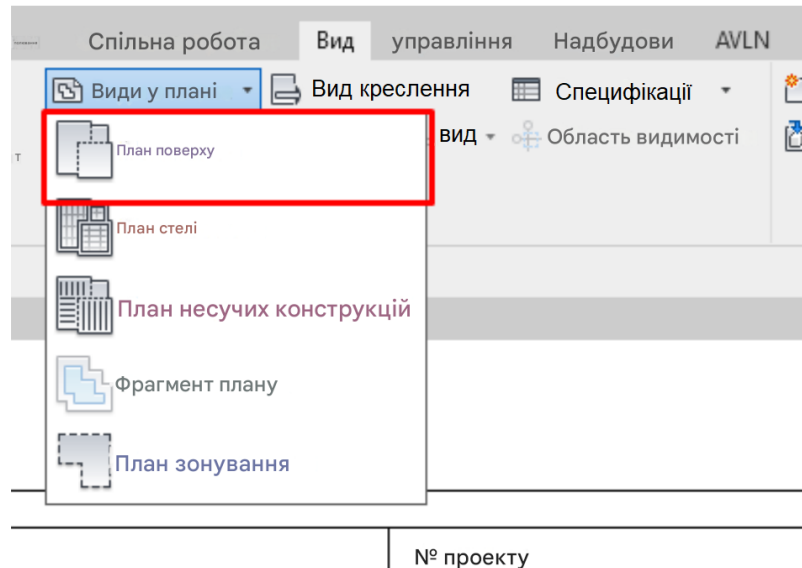 Спільна робота Вид управління Надбудови AVLN
Види у плані Вид креслення Специфікації
План поверху вид Область видимості
т
План стелі
План несучих конструкцій
Фрагмент плану
План зонування
№ проекту